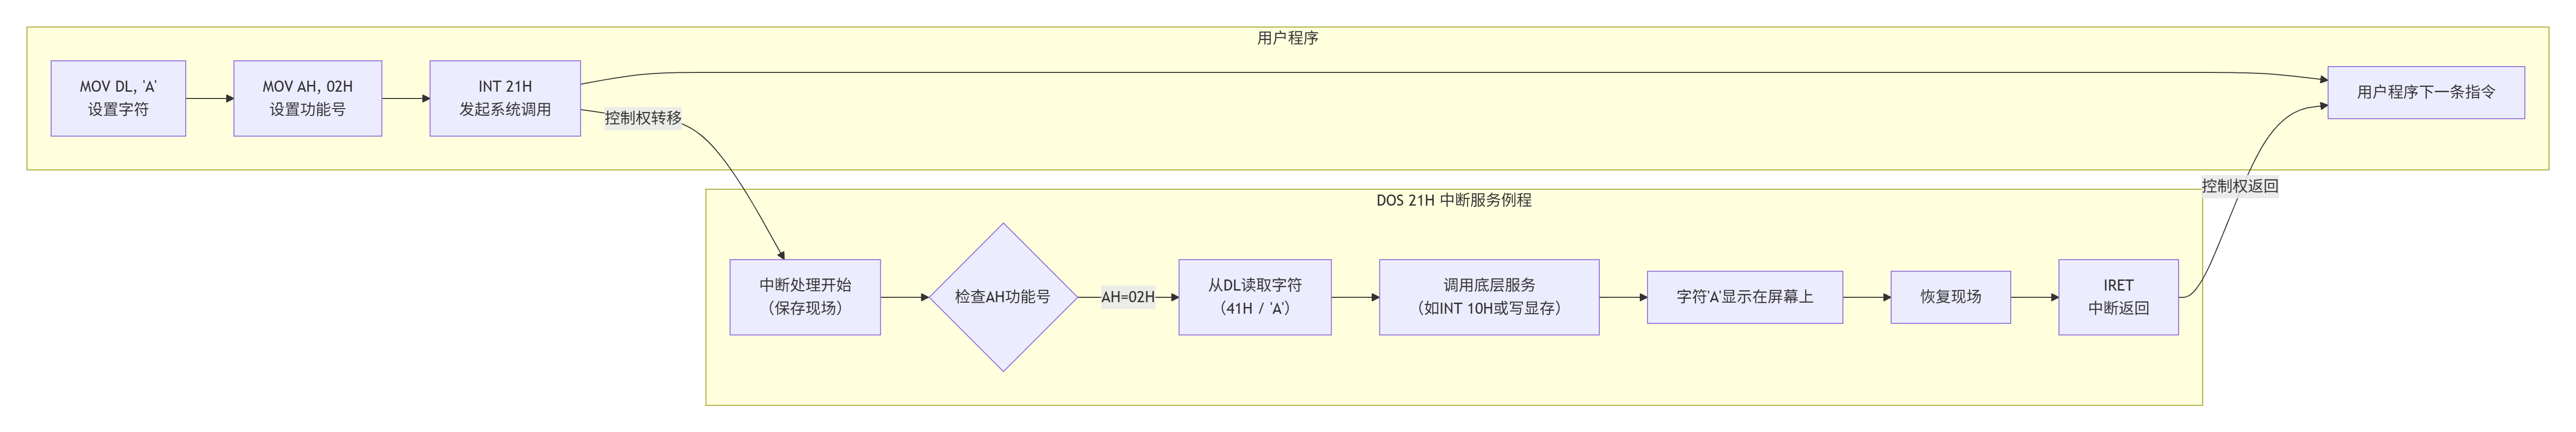 用户程序
MOV DL, 'A'
设置字符
MOV AH, 02H
设置功能号
INT 21H
发起系统调用
用户程序下一条指令
控制权转移
控制权返回
DOS 21H 中断服务例程
中断处理开始
（保存现场）
检查AH功能号
AH=02H
从DL读取字符
（41H / 'A'）
调用底层服务
（如INT 10H或写显存）
字符'A'显示在屏幕上
恢复现场
IRET
中断返回